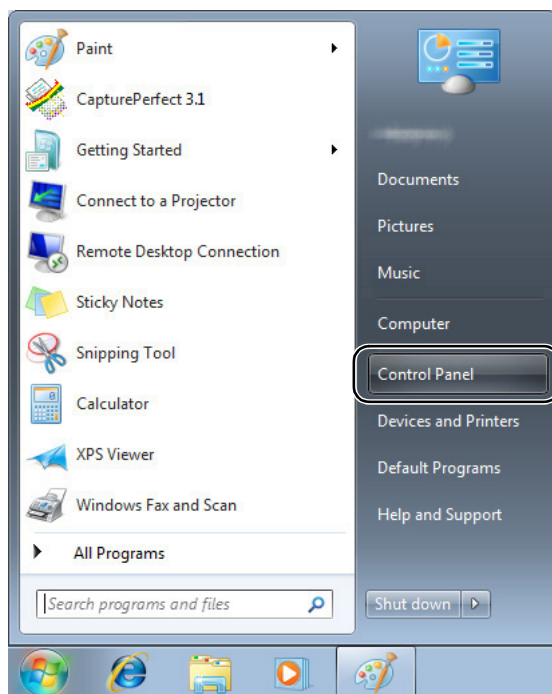 Paint
CapturePerfect 3.1
Getting Started
Connect to a Projector
Remote Desktop Connection
Sticky Notes
Snipping Tool
Calculator
XPS Viewer
Windows Fax and Scan
All Programs
Search programs and files
Documents
Pictures
Music
Computer
Control Panel
Devices and Printers
Default Programs
Help and Support
Shut down